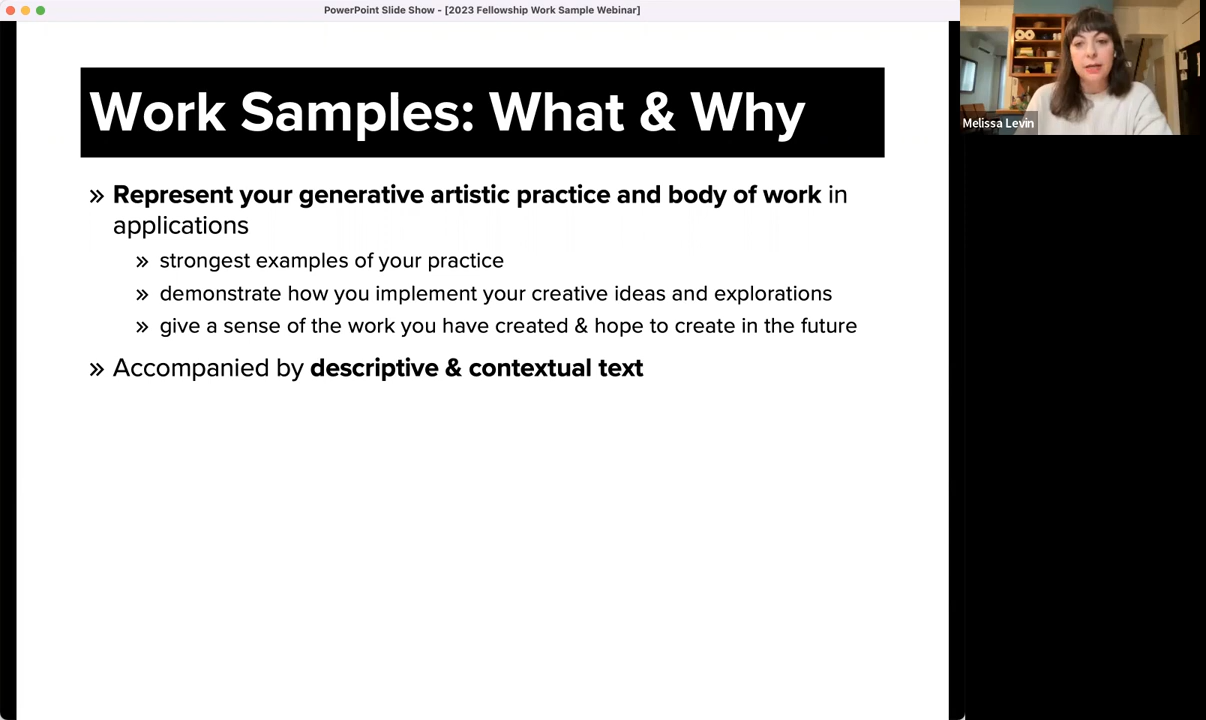 PowerPoint Slide Show - [2023 Fellowship Work Sample Webinar]
Work Samples: What & Why
» Represent your generative artistic practice and body of work in
applications
» strongest examples of your practice
» demonstrate how you implement your creative ideas and explorations
» give a sense of the work you have created & hope to create in the future
» Accompanied by descriptive & contextual text
Melissa Levin